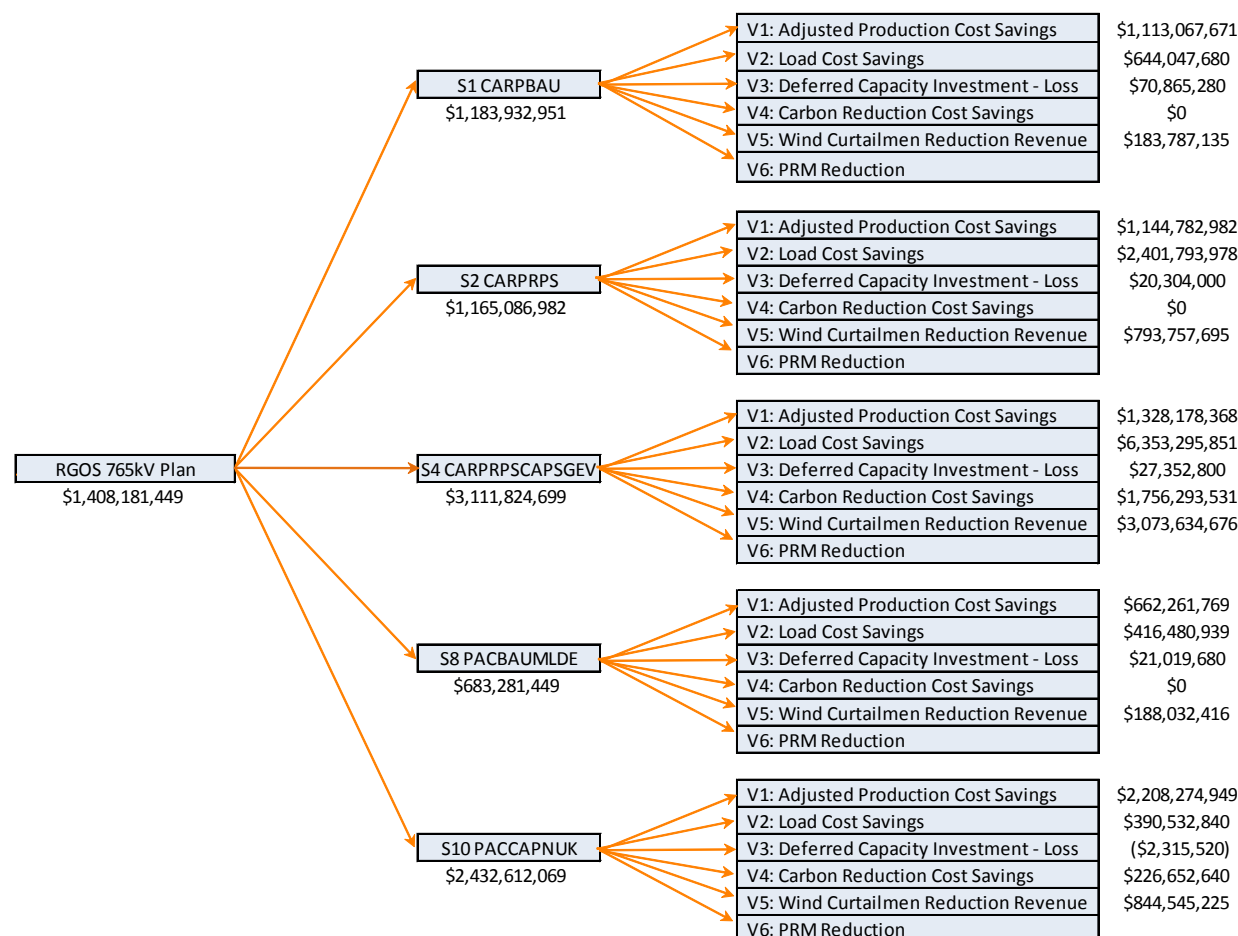 V1: Adjusted Production Cost Savings $1,113,067,671
V2: Load Cost Savings $644,047,680
S1 CARPBAU
V3: Deferred Capacity Investment - Loss $70,865,280
$1,183,932,951
V4: Carbon Reduction Cost Savings $0
V5: Wind Curtailmen Reduction Revenue $183,787,135
V6: PRM Reduction
V1: Adjusted Production Cost Savings $1,144,782,982
V2: Load Cost Savings $2,401,793,978
S2 CARPRPS
V3: Deferred Capacity Investment - Loss $20,304,000
$1,165,086,982
V4: Carbon Reduction Cost Savings $0
V5: Wind Curtailmen Reduction Revenue $793,757,695
V6: PRM Reduction
V1: Adjusted Production Cost Savings $1,328,178,368
V2: Load Cost Savings $6,353,295,851
RGOS 765kV Plan
S4 CARPRPSCAPSGEV
V3: Deferred Capacity Investment - Loss $27,352,800
$1,408,181,449
$3,111,824,699
V4: Carbon Reduction Cost Savings $1,756,293,531
V5: Wind Curtailmen Reduction Revenue $3,073,634,676
V6: PRM Reduction
V1: Adjusted Production Cost Savings $662,261,769
V2: Load Cost Savings $416,480,939
S8 PACBAUMLDE
V3: Deferred Capacity Investment - Loss $21,019,680
$683,281,449
V4: Carbon Reduction Cost Savings $0
V5: Wind Curtailmen Reduction Revenue $188,032,416
V6: PRM Reduction
V1: Adjusted Production Cost Savings $2,208,274,949
V2: Load Cost Savings $390,532,840
S10 PACCAPNUK
V3: Deferred Capacity Investment - Loss ($2,315,520)
$2,432,612,069
V4: Carbon Reduction Cost Savings $226,652,640
V5: Wind Curtailmen Reduction Revenue $844,545,225
V6: PRM Reduction